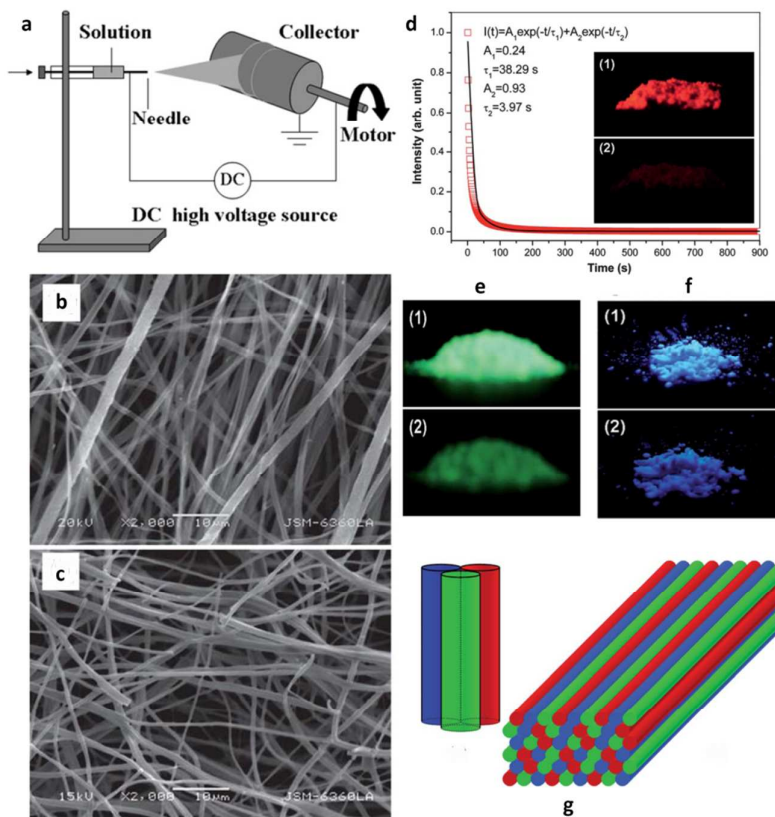 a
Solution
Collector
Needle
Motor
DC
DC high voltage source
b
20kV X2,000 10μm JSM-6360LA
c
15kV X2,000 10μm JSM-6360LA
d
I(t)=A₁exp(-t/τ₁)+A₂exp(-t/τ₂)
A₁=0.24
τ₁=38.29 s
A₂=0.93
τ₂=3.97 s
(1)
(2)
Intensity (arb. unit)
1.0
0.8
0.6
0.4
0.2
0.0
0 100 200 300 400 500 600 700 800 900
Time (s)
e
(1)
(2)
f
(1)
(2)
g